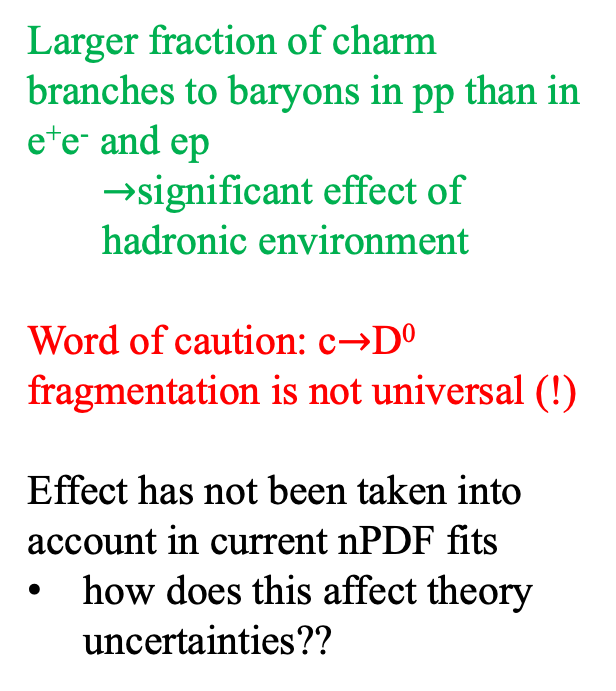 Larger fraction of charm
branches to baryons in pp than in
e⁺e⁻ and ep
→significant effect of
hadronic environment
Word of caution: c→D⁰
fragmentation is not universal (!)
Effect has not been taken into
account in current nPDF fits
• how does this affect theory
uncertainties??